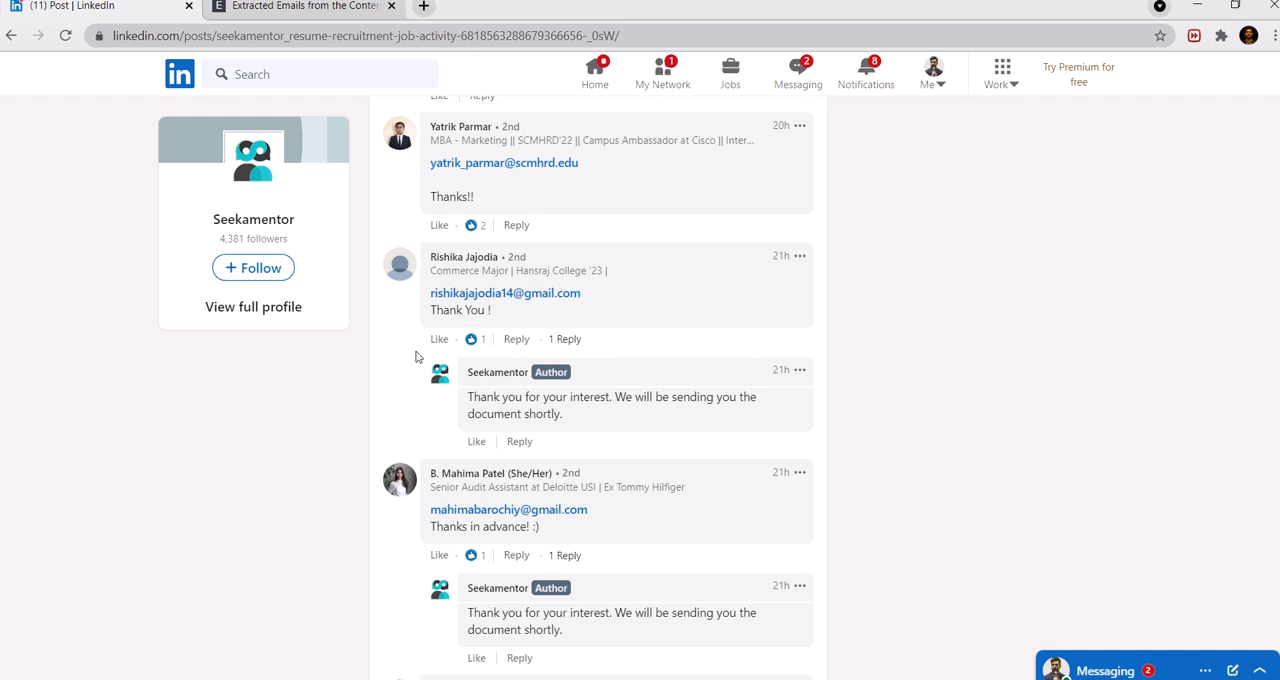 (11) Post | LinkedIn
Extracted Emails from the Conter
linkedin.com/posts/seekamentor_resume-recruitment-job-activity-6818563288679366656-_0sW/
in
Search
Home
1
My Network
Jobs
2
Messaging
8
Notifications
Me
Work
Try Premium for
free
Like Reply
Seekamentor
4,381 followers
+ Follow
View full profile
Yatrik Parmar • 2nd
20h
MBA - Marketing || SCMHRD'22 || Campus Ambassador at Cisco || Inter...
yatrik_parmar@scmhrd.edu
Thanks!!
Like · 2 | Reply
Rishika Jajodia • 2nd
21h
Commerce Major | Hansraj College '23 |
rishikajajodia14@gmail.com
Thank You !
Like · 1 | Reply · 1 Reply
Seekamentor Author
21h
Thank you for your interest. We will be sending you the
document shortly.
Like | Reply
B. Mahima Patel (She/Her) • 2nd
21h
Senior Audit Assistant at Deloitte USI | Ex Tommy Hilfiger
mahimabarochiy@gmail.com
Thanks in advance! :)
Like · 1 | Reply · 1 Reply
Seekamentor Author
21h
Thank you for your interest. We will be sending you the
document shortly.
Like | Reply
Messaging 2